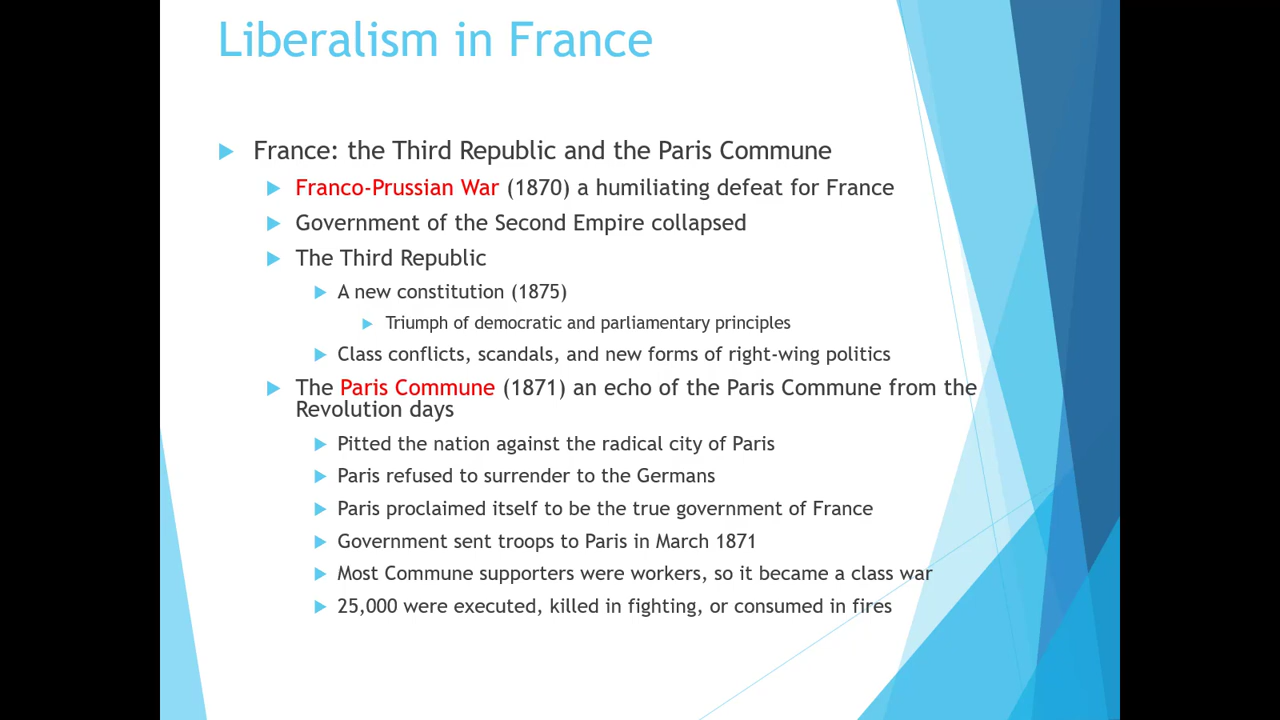 Liberalism in France
France: the Third Republic and the Paris Commune
Franco-Prussian War (1870) a humiliating defeat for France
Government of the Second Empire collapsed
The Third Republic
A new constitution (1875)
Triumph of democratic and parliamentary principles
Class conflicts, scandals, and new forms of right-wing politics
The Paris Commune (1871) an echo of the Paris Commune from the
Revolution days
Pitted the nation against the radical city of Paris
Paris refused to surrender to the Germans
Paris proclaimed itself to be the true government of France
Government sent troops to Paris in March 1871
Most Commune supporters were workers, so it became a class war
25,000 were executed, killed in fighting, or consumed in fires